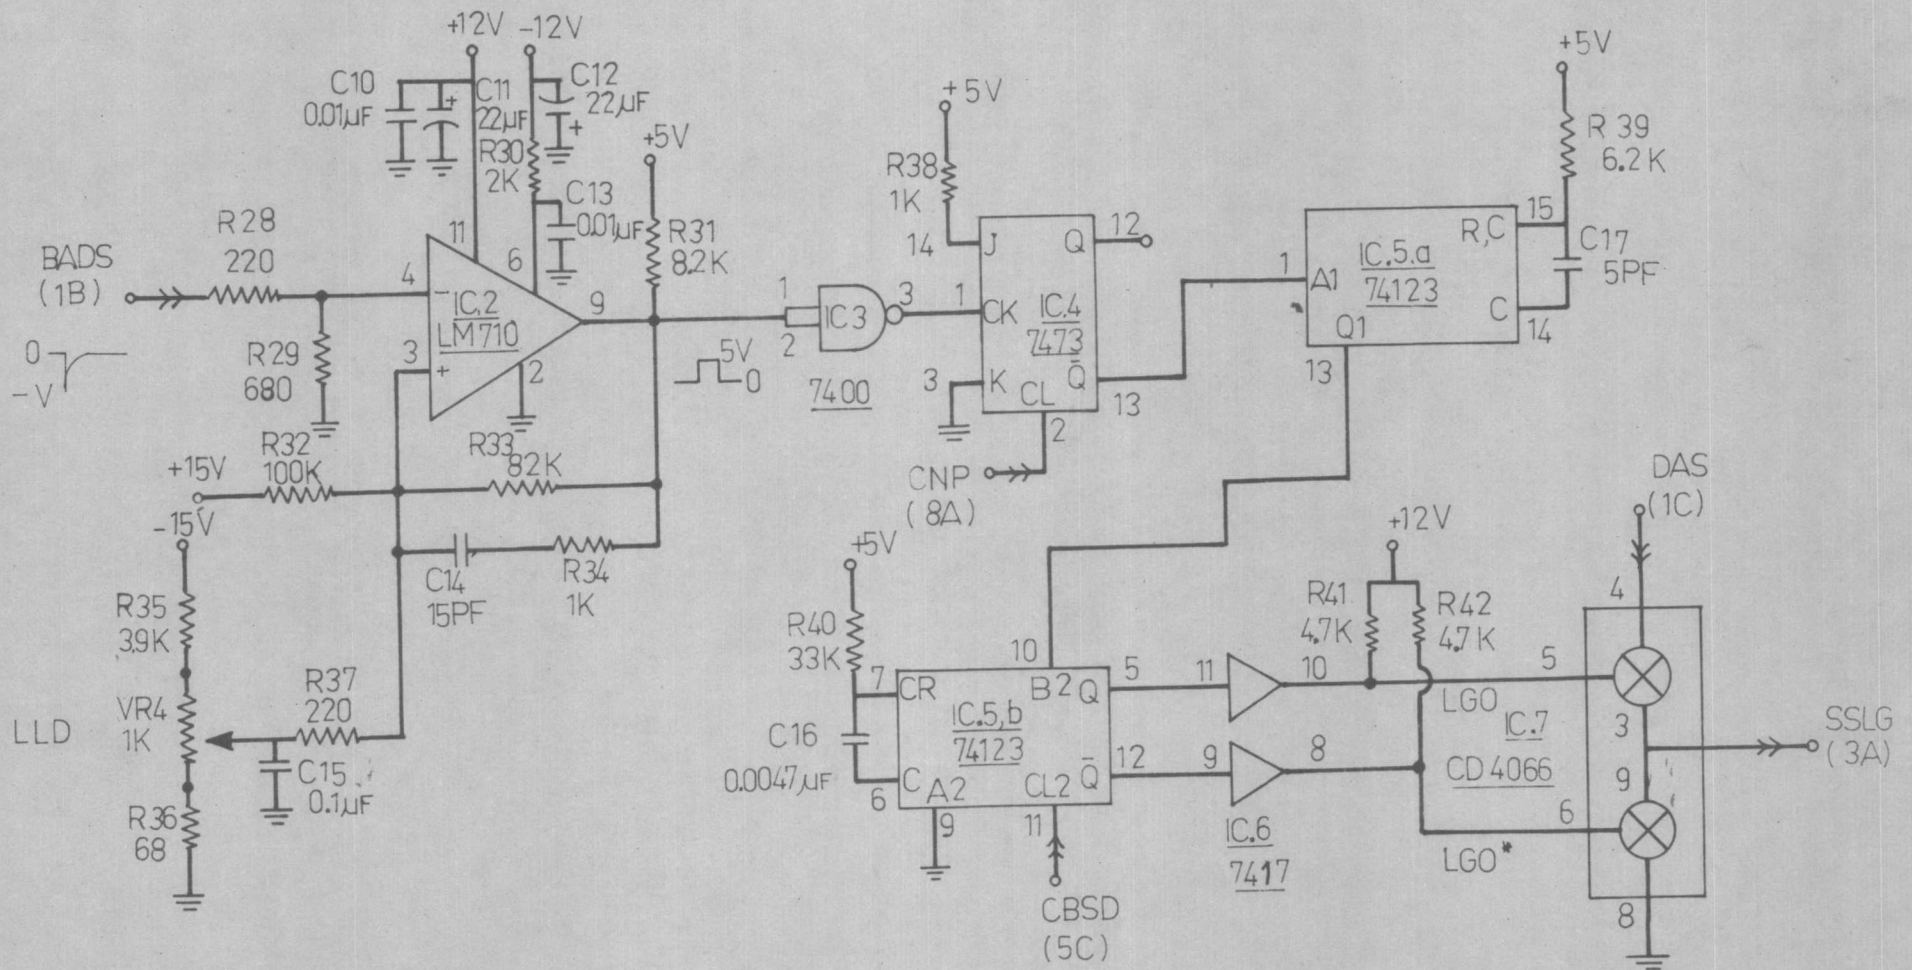 +12V
-12V
C10
0.01µF
C11
22µF
+
C12
22µF
+
R30
2K
C13
0.01µF
+5V
R31
8.2K
BADS
(1B)
R28
220
R29
680
0
-V
11
6
4
-
3
+
IC.2
LM710
9
2
5V
0
1
2
IC3
3
7400
+5V
R38
1K
14
J
Q
12
1
CK
IC.4
7473
3
K
CL
Q̄
13
2
CNP
(8A)
+5V
R39
6.2K
15
R,C
C17
5PF
1
A1
IC.5.a
74123
C
14
Q1
13
+15V
R32
100K
R33
82K
-15V
C14
15PF
R34
1K
R35
3.9K
LLD
VR4
1K
R37
220
C15
0.1µF
R36
68
+5V
R40
33K
7
CR
10
B2
Q
5
C16
0.0047µF
IC.5,b
74123
6
C
A2
CL2
Q̄
12
9
11
CBSD
(5C)
11
10
9
8
IC.6
7417
+12V
R41
4.7K
R42
4.7K
DAS
(1C)
4
5
LGO
IC.7
CD4066
3
9
6
LGO*
8
SSLG
(3A)